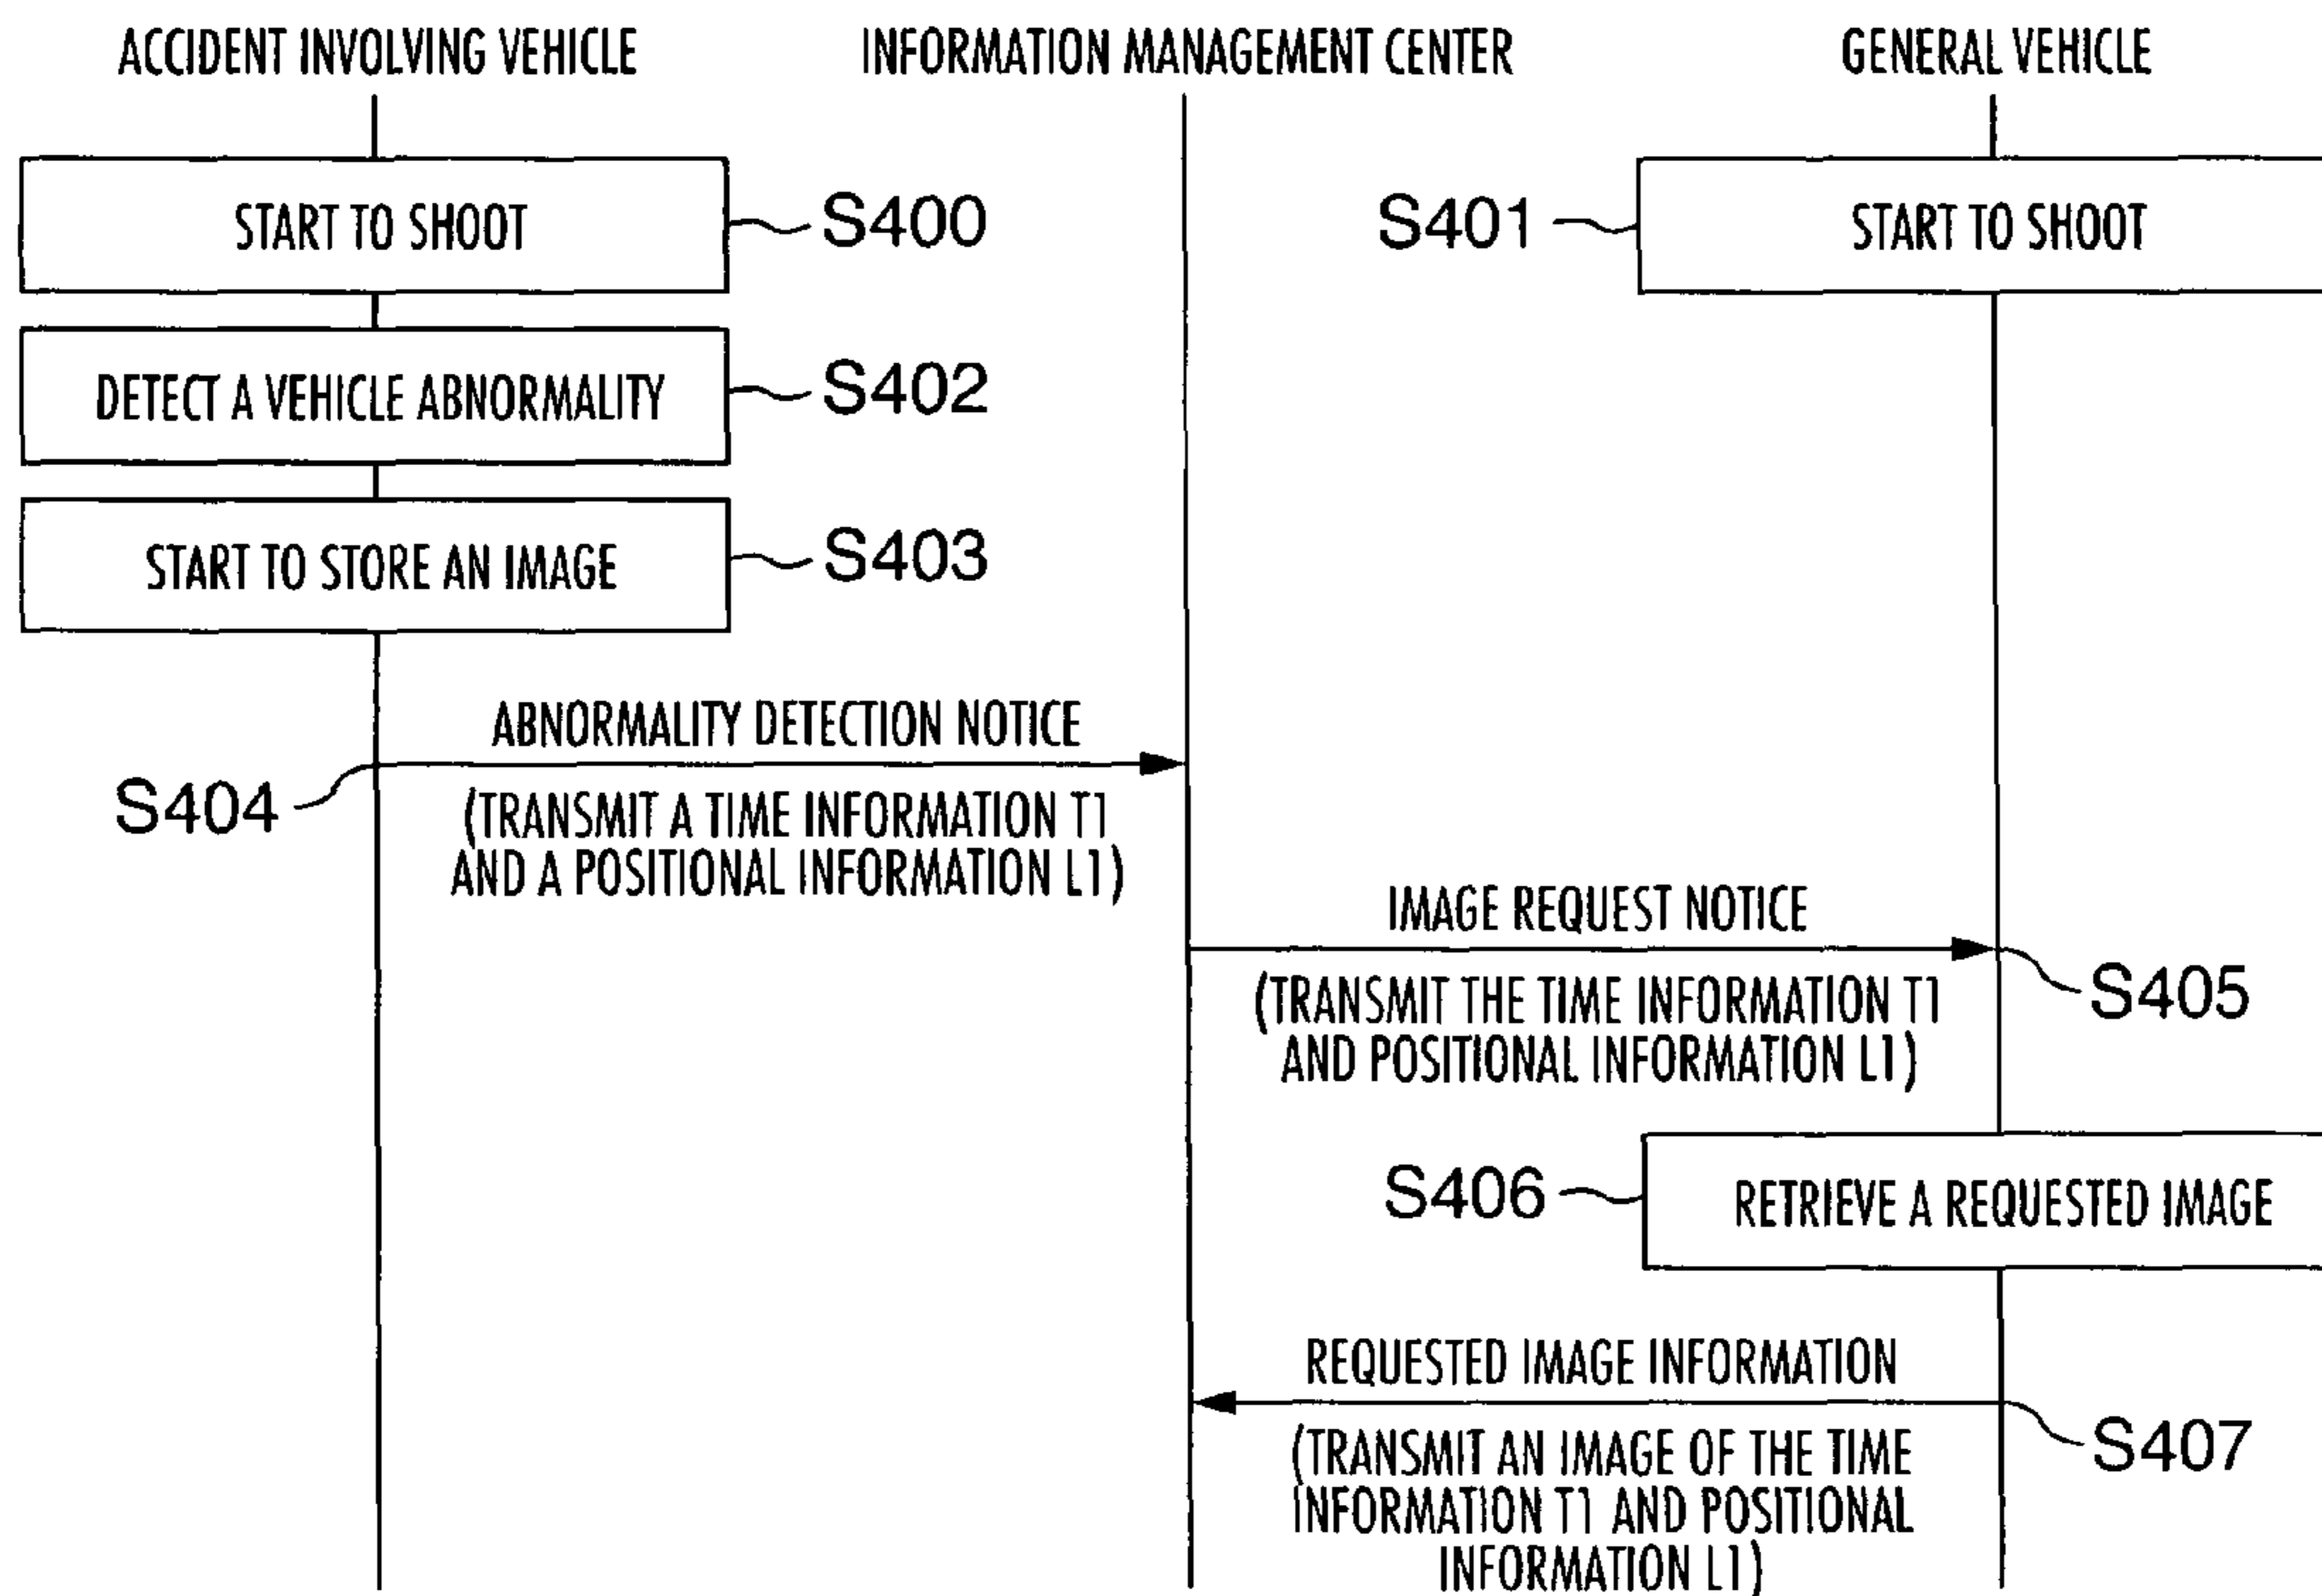 ACCIDENT INVOLVING VEHICLE
INFORMATION MANAGEMENT CENTER
GENERAL VEHICLE
START TO SHOOT
S400
S401
START TO SHOOT
DETECT A VEHICLE ABNORMALITY
S402
START TO STORE AN IMAGE
S403
ABNORMALITY DETECTION NOTICE
S404
(TRANSMIT A TIME INFORMATION T1
AND A POSITIONAL INFORMATION L1)
IMAGE REQUEST NOTICE
(TRANSMIT THE TIME INFORMATION T1
AND POSITIONAL INFORMATION L1)
S405
S406
RETRIEVE A REQUESTED IMAGE
REQUESTED IMAGE INFORMATION
(TRANSMIT AN IMAGE OF THE TIME
INFORMATION T1 AND POSITIONAL
INFORMATION L1)
S407